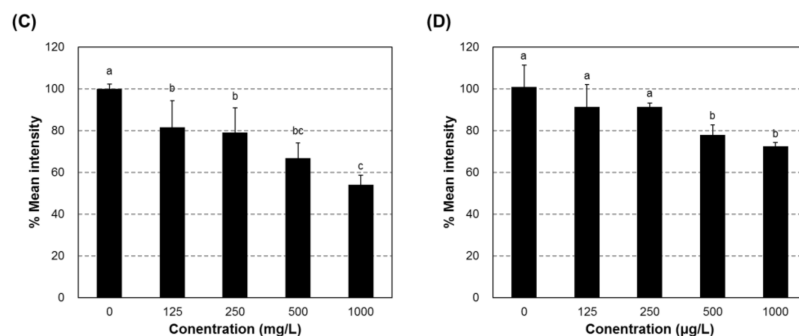 (C)
120
100
80
60
40
20
0
% Mean intensity
a
b
b
bc
c
0 125 250 500 1000
Conentration (mg/L)
(D)
120
100
80
60
40
20
0
% Mean intensity
a
a
a
b
b
0 125 250 500 1000
Conentration (µg/L)